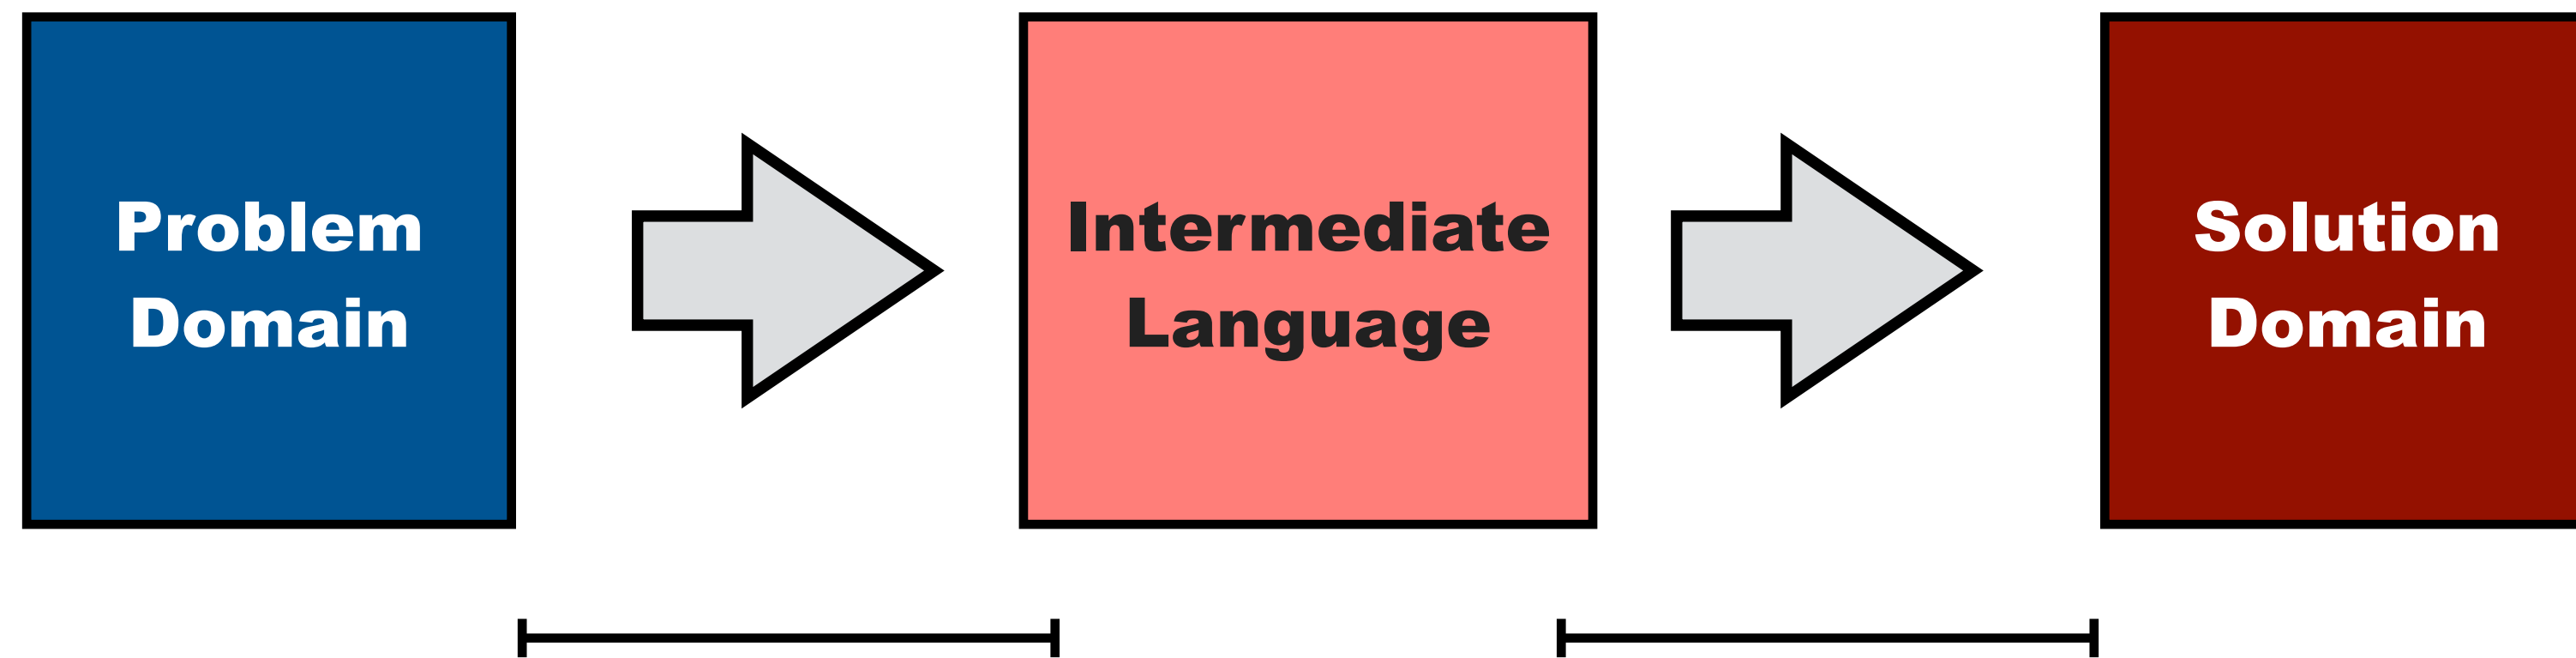 Problem
Domain
Intermediate
Language
Solution
Domain